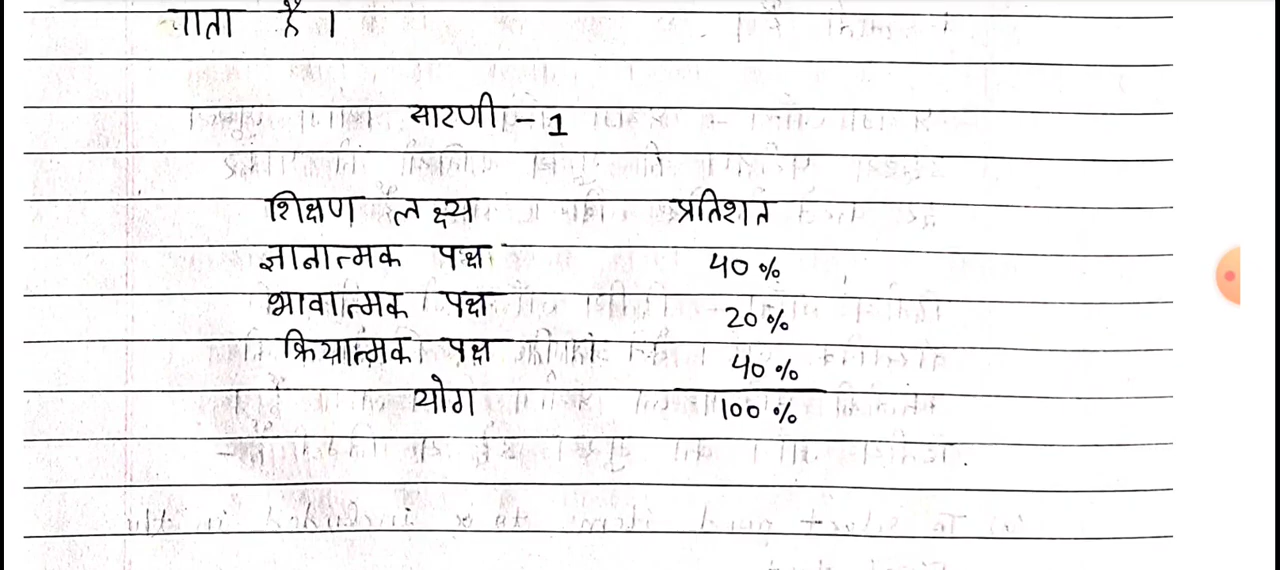 जाता है ।
सारणी - 1
शिक्षण लक्ष्य प्रतिशत
ज्ञानात्मक पक्ष 40 %
भावात्मक पक्ष 20 %
क्रियात्मक पक्ष 40 %
योग 100 %